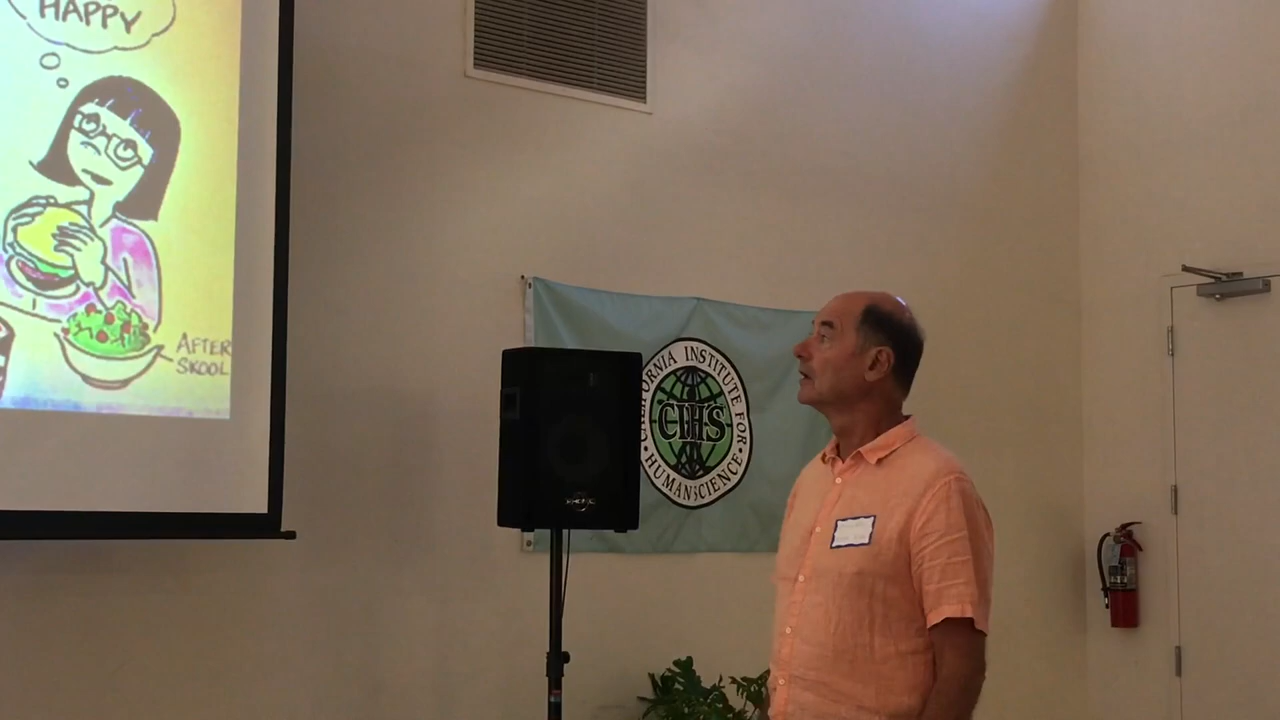 HAPPY
AFTER
SKOOL
CALIFORNIA INSTITUTE FOR
• HUMAN SCIENCE •
CIHS